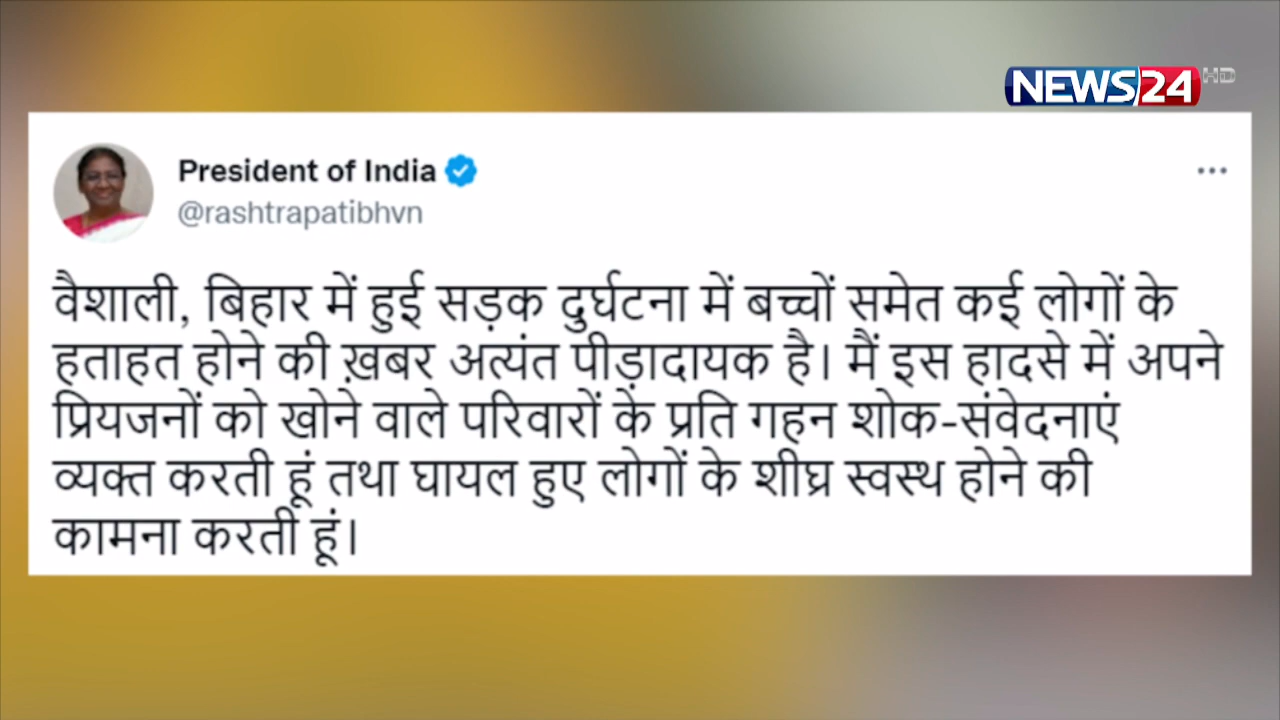 NEWS24 HD
President of India
@rashtrapatibhvn
वैशाली, बिहार में हुई सड़क दुर्घटना में बच्चों समेत कई लोगों के
हताहत होने की ख़बर अत्यंत पीड़ादायक है। मैं इस हादसे में अपने
प्रियजनों को खोने वाले परिवारों के प्रति गहन शोक-संवेदनाएं
व्यक्त करती हूं तथा घायल हुए लोगों के शीघ्र स्वस्थ होने की
कामना करती हूं।